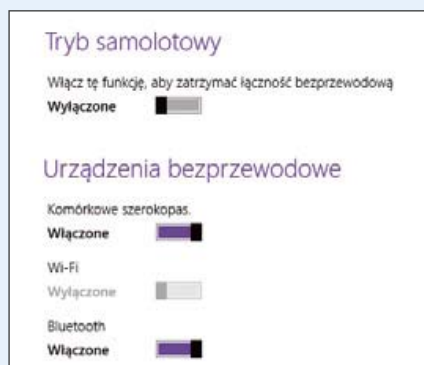 Tryb samolotowy
Włącz tę funkcję, aby zatrzymać łączność bezprzewodową
Wyłączone
Urządzenia bezprzewodowe
Komórkowe szerokopas.
Włączone
Wi-Fi
Wyłączone
Bluetooth
Włączone